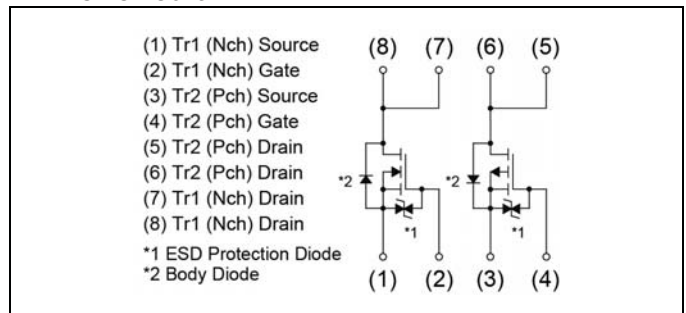 (1) Tr1 (Nch) Source
(2) Tr1 (Nch) Gate
(3) Tr2 (Pch) Source
(4) Tr2 (Pch) Gate
(5) Tr2 (Pch) Drain
(6) Tr2 (Pch) Drain
(7) Tr1 (Nch) Drain
(8) Tr1 (Nch) Drain
*1 ESD Protection Diode
*2 Body Diode
(8) (7) (6) (5)
*2 *2
*1 *1
(1) (2) (3) (4)